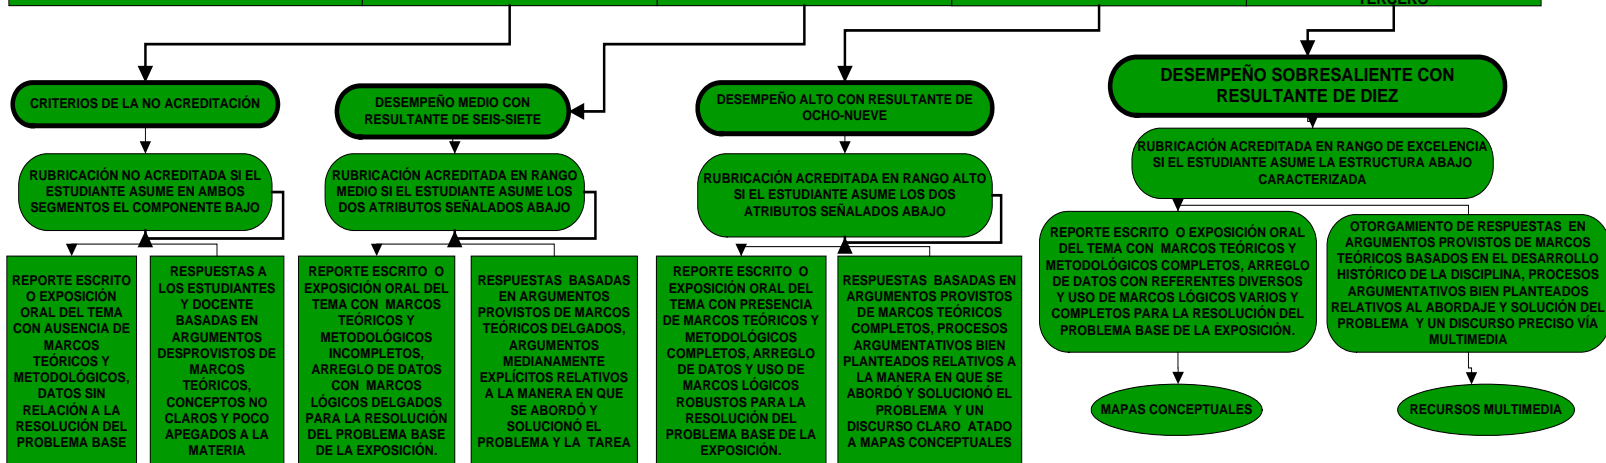 TERCERO
CRITERIOS DE LA NO ACREDITACIÓN
DESEMPEÑO MEDIO CON
RESULTANTE DE SEIS-SIETE
DESEMPEÑO ALTO CON RESULTANTE DE
OCHO-NUEVE
DESEMPEÑO SOBRESALIENTE CON
RESULTANTE DE DIEZ
RUBRICACIÓN NO ACREDITADA SI EL
ESTUDIANTE ASUME EN AMBOS
SEGMENTOS EL COMPONENTE BAJO
RUBRICACIÓN ACREDITADA EN RANGO
MEDIO SI EL ESTUDIANTE ASUME LOS
DOS ATRIBUTOS SEÑALADOS ABAJO
RUBRICACIÓN ACREDITADA EN RANGO ALTO
SI EL ESTUDIANTE ASUME LOS DOS
ATRIBUTOS SEÑALADOS ABAJO
RUBRICACIÓN ACREDITADA EN RANGO DE EXCELENCIA
SI EL ESTUDIANTE ASUME LA ESTRUCTURA ABAJO
CARACTERIZADA
REPORTE ESCRITO
O EXPOSICIÓN
ORAL DEL TEMA
CON AUSENCIA DE
MARCOS
TEÓRICOS Y
METODOLÓGICOS,
DATOS SIN
RELACIÓN A LA
RESOLUCIÓN DEL
PROBLEMA BASE
RESPUESTAS A
LOS ESTUDIANTES
Y DOCENTE
BASADAS EN
ARGUMENTOS
DESPROVISTOS DE
MARCOS
TEÓRICOS,
CONCEPTOS NO
CLAROS Y POCO
APEGADOS A LA
MATERIA
REPORTE ESCRITO O
EXPOSICIÓN ORAL DEL
TEMA CON MARCOS
TEÓRICOS Y
METODOLÓGICOS
INCOMPLETOS,
ARREGLO DE DATOS
CON MARCOS
LÓGICOS DELGADOS
PARA LA RESOLUCIÓN
DEL PROBLEMA BASE
DE LA EXPOSICIÓN.
RESPUESTAS BASADAS
EN ARGUMENTOS
PROVISTOS DE MARCOS
TEÓRICOS DELGADOS,
ARGUMENTOS
MEDIANAMENTE
EXPLÍCITOS RELATIVOS
A LA MANERA EN QUE
SE ABORDÓ Y
SOLUCIONÓ EL
PROBLEMA Y LA TAREA
REPORTE ESCRITO O
EXPOSICIÓN ORAL DEL
TEMA CON PRESENCIA
DE MARCOS TEÓRICOS Y
METODOLÓGICOS
COMPLETOS, ARREGLO
DE DATOS Y USO DE
MARCOS LÓGICOS
ROBUSTOS PARA LA
RESOLUCIÓN DEL
PROBLEMA BASE DE LA
EXPOSICIÓN.
RESPUESTAS BASADAS EN
ARGUMENTOS PROVISTOS
DE MARCOS TEÓRICOS
COMPLETOS, PROCESOS
ARGUMENTATIVOS BIEN
PLANTEADOS RELATIVOS A
LA MANERA EN QUE SE
ABORDÓ Y SOLUCIONÓ EL
PROBLEMA Y UN
DISCURSO CLARO ATADO
A MAPAS CONCEPTUALES
REPORTE ESCRITO O EXPOSICIÓN ORAL
DEL TEMA CON MARCOS TEÓRICOS Y
METODOLÓGICOS COMPLETOS, ARREGLO
DE DATOS CON REFERENTES DIVERSOS
Y USO DE MARCOS LÓGICOS VARIOS Y
COMPLETOS PARA LA RESOLUCIÓN DEL
PROBLEMA BASE DE LA EXPOSICIÓN.
OTORGAMIENTO DE RESPUESTAS EN
ARGUMENTOS PROVISTOS DE MARCOS
TEÓRICOS BASADOS EN EL DESARROLLO
HISTÓRICO DE LA DISCIPLINA, PROCESOS
ARGUMENTATIVOS BIEN PLANTEADOS
RELATIVOS AL ABORDAJE Y SOLUCIÓN DEL
PROBLEMA Y UN DISCURSO PRECISO VÍA
MULTIMEDIA
MAPAS CONCEPTUALES
RECURSOS MULTIMEDIA